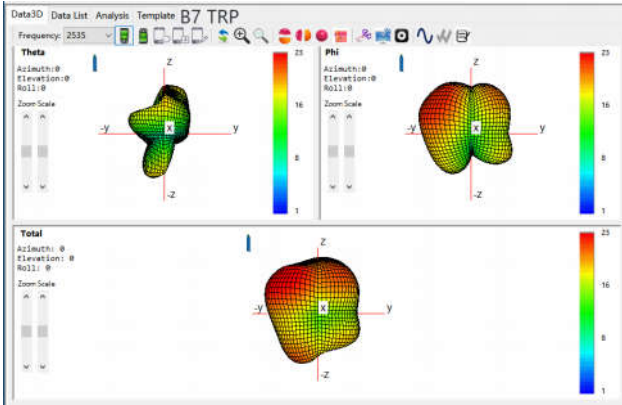 Data3D Data List Analysis Template B7 TRP
Frequency: 2535
Theta
Azimuth:0
Elevation:0
Roll:0
Zoom Scale
z
-y
x
y
-z
23
16
8
1
Phi
Azimuth:0
Elevation:0
Roll:0
Zoom Scale
z
-y
x
y
-z
23
16
8
1
Total
Azimuth: 0
Elevation: 0
Roll: 0
Zoom Scale
Z
-y
x
y
-Z
23
16
8
1